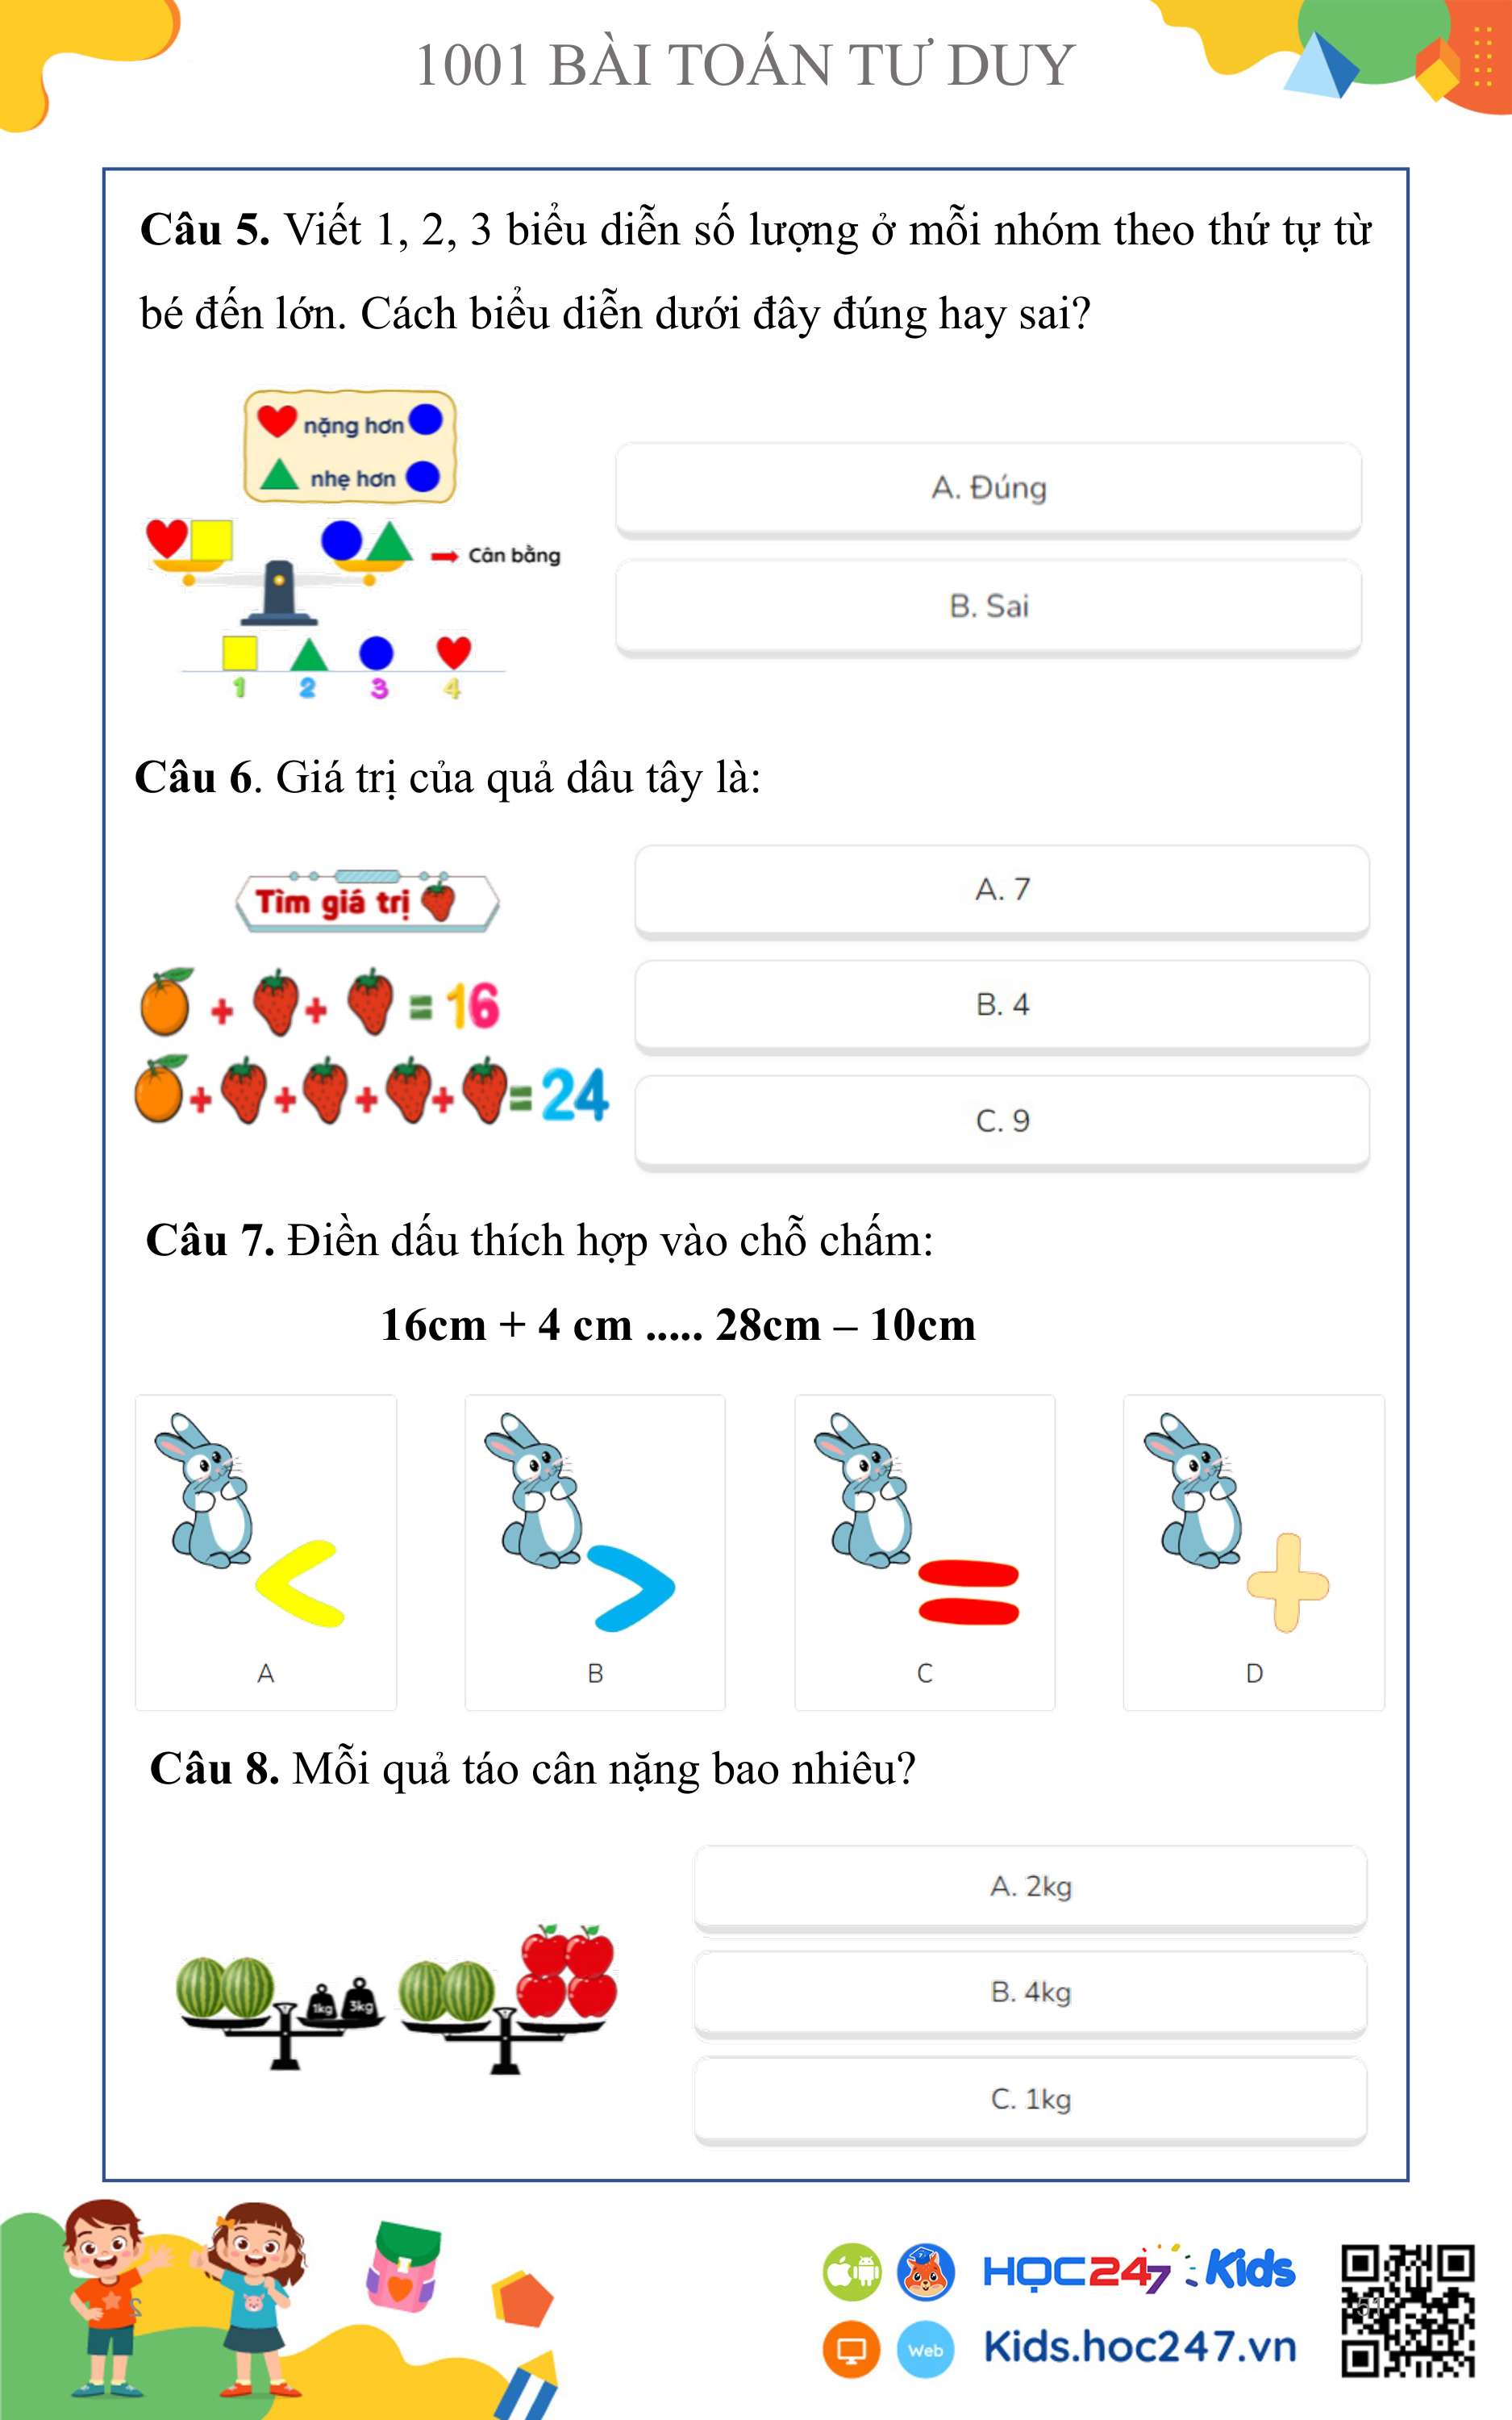 1001 BÀI TOÁN TƯ DUY
Câu 5. Viết 1, 2, 3 biểu diễn số lượng ở mỗi nhóm theo thứ tự từ
bé đến lớn. Cách biểu diễn dưới đây đúng hay sai?
nặng hơn
nhẹ hơn
Cân bằng
1 2 3 4
A. Đúng
B. Sai
Câu 6. Giá trị của quả dâu tây là:
Tìm giá trị
+ + = 16
+ + + + = 24
A. 7
B. 4
C. 9
Câu 7. Điền dấu thích hợp vào chỗ chấm:
16cm + 4 cm ..... 28cm – 10cm
< > = +
A B C D
Câu 8. Mỗi quả táo cân nặng bao nhiêu?
1kg 3kg
A. 2kg
B. 4kg
C. 1kg
HỌC247 Kids
Web Kids.hoc247.vn
51